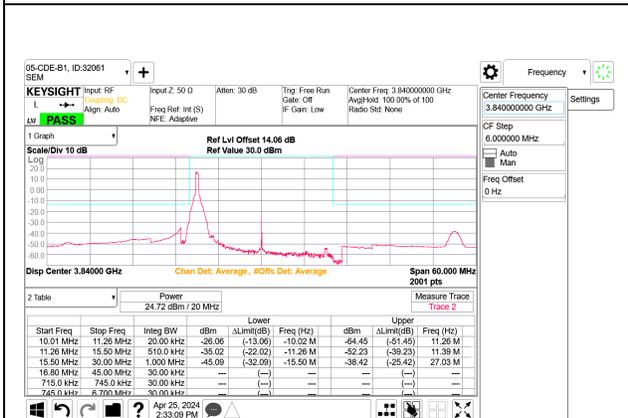 05-CDE-B1, ID:32061
SEM
Frequency
KEYSIGHT
L
LXI PASS
Input: RF
Coupling: DC
Align: Auto
Input Z: 50 Ω
Freq Ref: Int (S)
NFE: Adaptive
Atten: 30 dB
Trig: Free Run
Gate: Off
IF Gain: Low
Center Freq: 3.840000000 GHz
Avg|Hold: 100.00% of 100
Radio Std: None
Center Frequency
3.840000000 GHz
Settings
CF Step
6.000000 MHz
Auto
Man
Freq Offset
0 Hz
1 Graph
Scale/Div 10 dB
Ref Lvl Offset 14.06 dB
Ref Value 30.0 dBm
Log
20.0
10.0
0.00
-10.0
-20.0
-30.0
-40.0
-50.0
-60.0
Disp Center 3.84000 GHz
Chan Det: Average , #Offs Det: Average
Span 60.000 MHz
2001 pts
2 Table
Power
24.72 dBm / 20 MHz
Measure Trace
Trace 2
Lower Upper
Start Freq Stop Freq Integ BW dBm ΔLimit(dB) Freq (Hz) dBm ΔLimit(dB) Freq (Hz)
10.01 MHz 11.26 MHz 20.00 kHz -26.06 (-13.06) -10.02 M -64.45 (-51.45) 11.26 M
11.26 MHz 15.50 MHz 510.0 kHz -35.02 (-22.02) -11.26 M -52.23 (-39.23) 11.39 M
15.50 MHz 30.00 MHz 1.000 MHz -45.09 (-32.09) -15.50 M -38.42 (-25.42) 27.03 M
16.80 MHz 45.00 MHz 30.00 kHz --- (---) --- --- (---) ---
715.0 kHz 745.0 kHz 30.00 kHz --- (---) --- --- (---) ---
745.0 kHz 6.700 MHz 30.00 kHz --- (---) --- --- (---) ---
Apr 25, 2024
2:33:09 PM